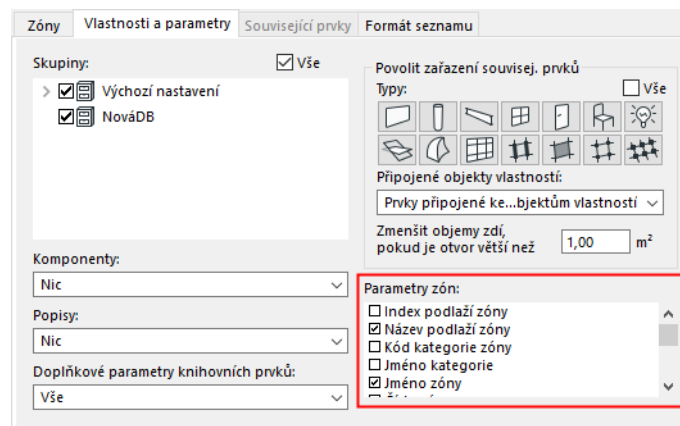 Zóny
Vlastnosti a parametry
Související prvky
Formát seznamu
Skupiny:
Vše
Výchozí nastavení
NováDB
Komponenty:
Nic
Popisy:
Nic
Doplňkové parametry knihovních prvků:
Vše
Povolit zařazení souvisej. prvků
Typy:
Vše
Připojené objekty vlastností:
Prvky připojené ke...bjektům vlastností
Zmenšit objemy zdí,
pokud je otvor větší než
1,00
m²
Parametry zón:
Index podlaží zóny
Název podlaží zóny
Kód kategorie zóny
Jméno kategorie
Jméno zóny